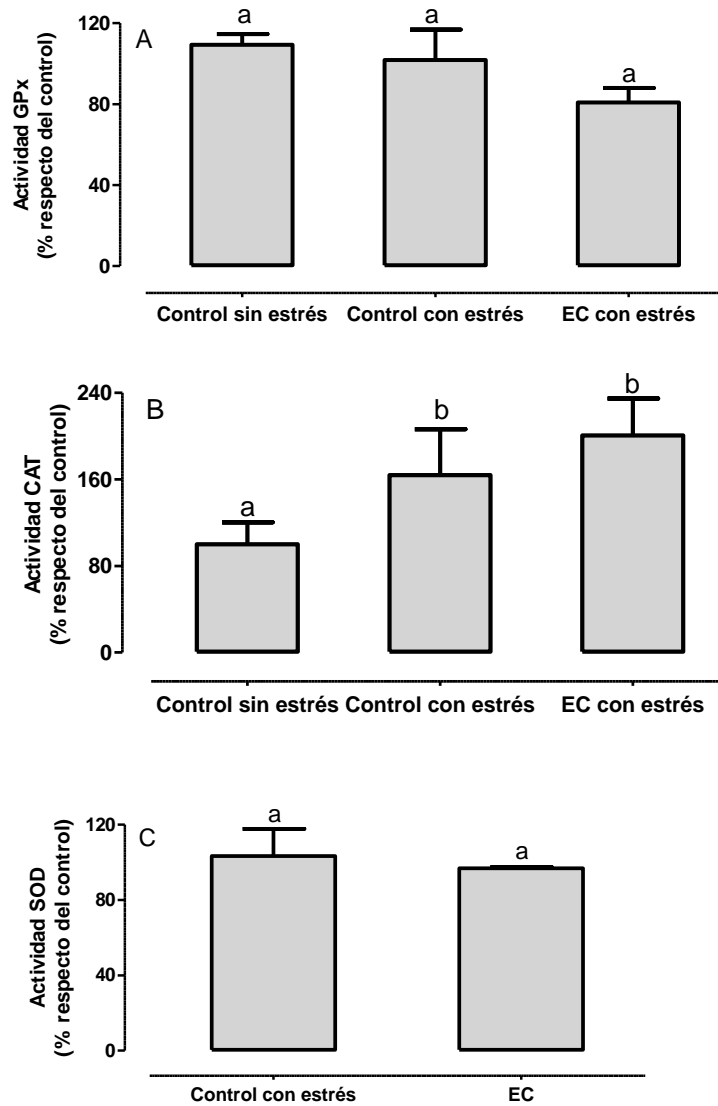 A
Actividad GPx
(% respecto del control)
120
80
40
0
a
a
a
Control sin estrés
Control con estrés
EC con estrés
B
Actividad CAT
(% respecto del control)
240
160
80
0
a
b
b
Control sin estrés
Control con estrés
EC con estrés
C
Actividad SOD
(% respecto del control)
120
80
40
0
a
a
Control con estrés
EC